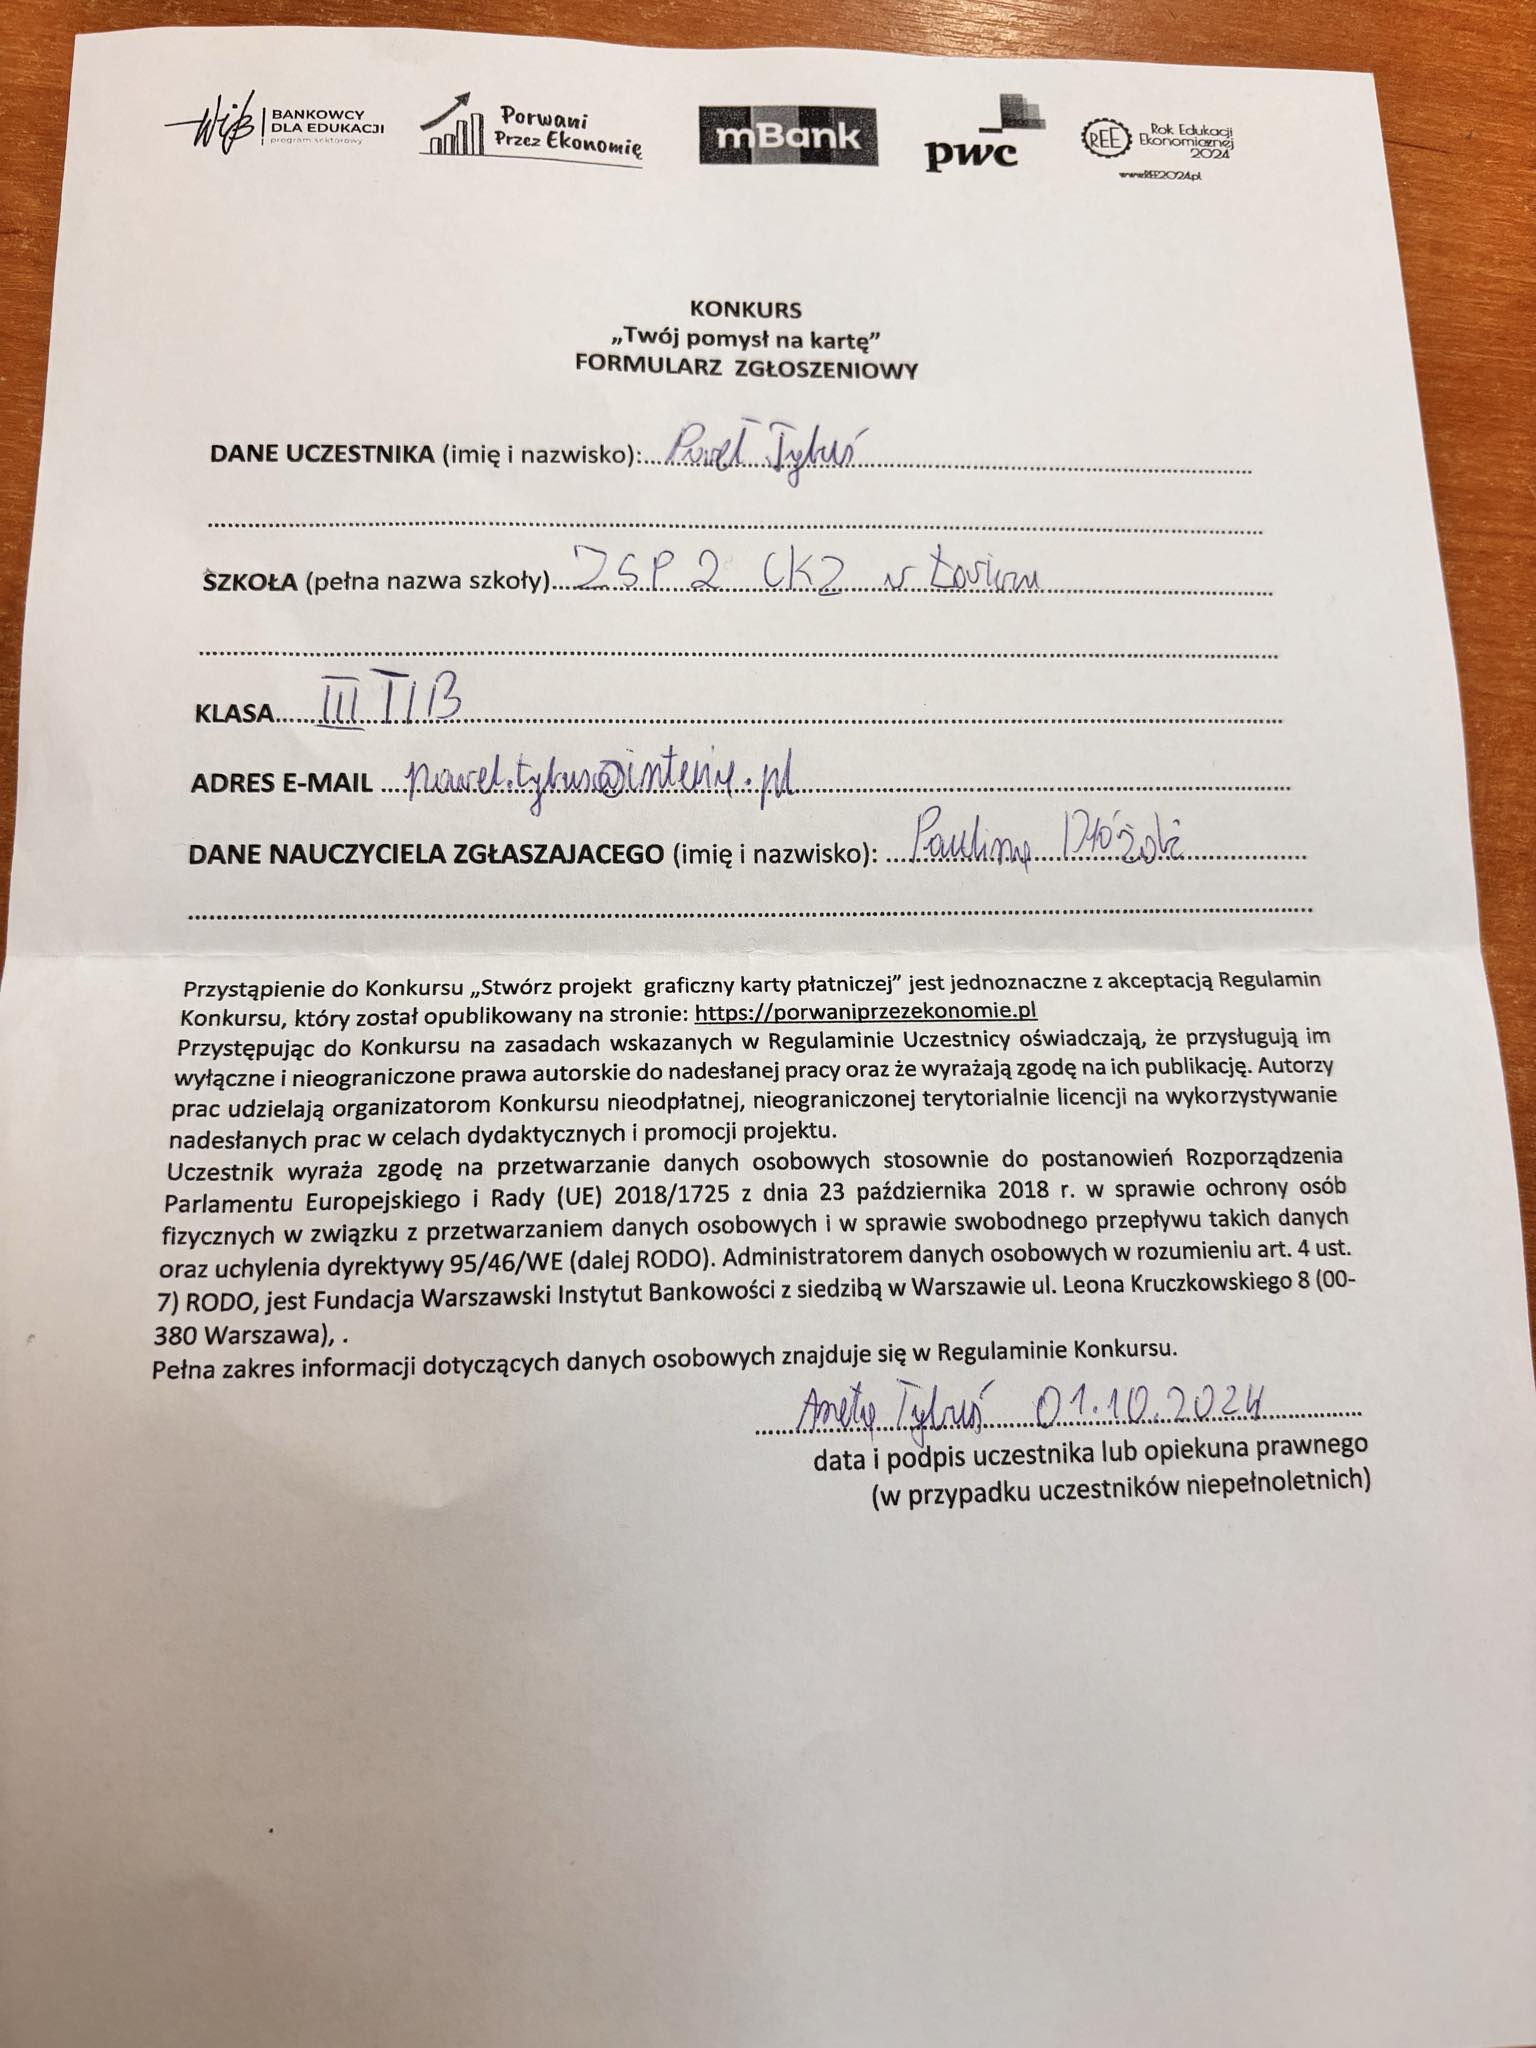 WIB BANKOWCY
DLA EDUKACJI
program sektorowy
Porwani
Przez Ekonomię
mBank
pwc
REE Rok Edukacji
Ekonomicznej
2024
www.REE2024.pl
KONKURS
„Twój pomysł na kartę”
FORMULARZ ZGŁOSZENIOWY
DANE UCZESTNIKA (imię i nazwisko):... Paweł Tybuś
SZKOŁA (pełna nazwa szkoły)... ZSP 2 CKZ w Łowiczu
KLASA...... III TIB
ADRES E-MAIL ... pawel.tybus@interia.pl
DANE NAUCZYCIELA ZGŁASZAJACEGO (imię i nazwisko): ... Paulina
Przystąpienie do Konkursu „Stwórz projekt graficzny karty płatniczej” jest jednoznaczne z akceptacją Regulamin
Konkursu, który został opublikowany na stronie: https://porwaniprzezekonomie.pl
Przystępując do Konkursu na zasadach wskazanych w Regulaminie Uczestnicy oświadczają, że przysługują im
wyłączne i nieograniczone prawa autorskie do nadesłanej pracy oraz że wyrażają zgodę na ich publikację. Autorzy
prac udzielają organizatorom Konkursu nieodpłatnej, nieograniczonej terytorialnie licencji na wykorzystywanie
nadesłanych prac w celach dydaktycznych i promocji projektu.
Uczestnik wyraża zgodę na przetwarzanie danych osobowych stosownie do postanowień Rozporządzenia
Parlamentu Europejskiego i Rady (UE) 2018/1725 z dnia 23 października 2018 r. w sprawie ochrony osób
fizycznych w związku z przetwarzaniem danych osobowych i w sprawie swobodnego przepływu takich danych
oraz uchylenia dyrektywy 95/46/WE (dalej RODO). Administratorem danych osobowych w rozumieniu art. 4 ust.
7) RODO, jest Fundacja Warszawski Instytut Bankowości z siedzibą w Warszawie ul. Leona Kruczkowskiego 8 (00-
380 Warszawa), .
Pełna zakres informacji dotyczących danych osobowych znajduje się w Regulaminie Konkursu.
Aneta Tybuś 01.10.2024
data i podpis uczestnika lub opiekuna prawnego
(w przypadku uczestników niepełnoletnich)